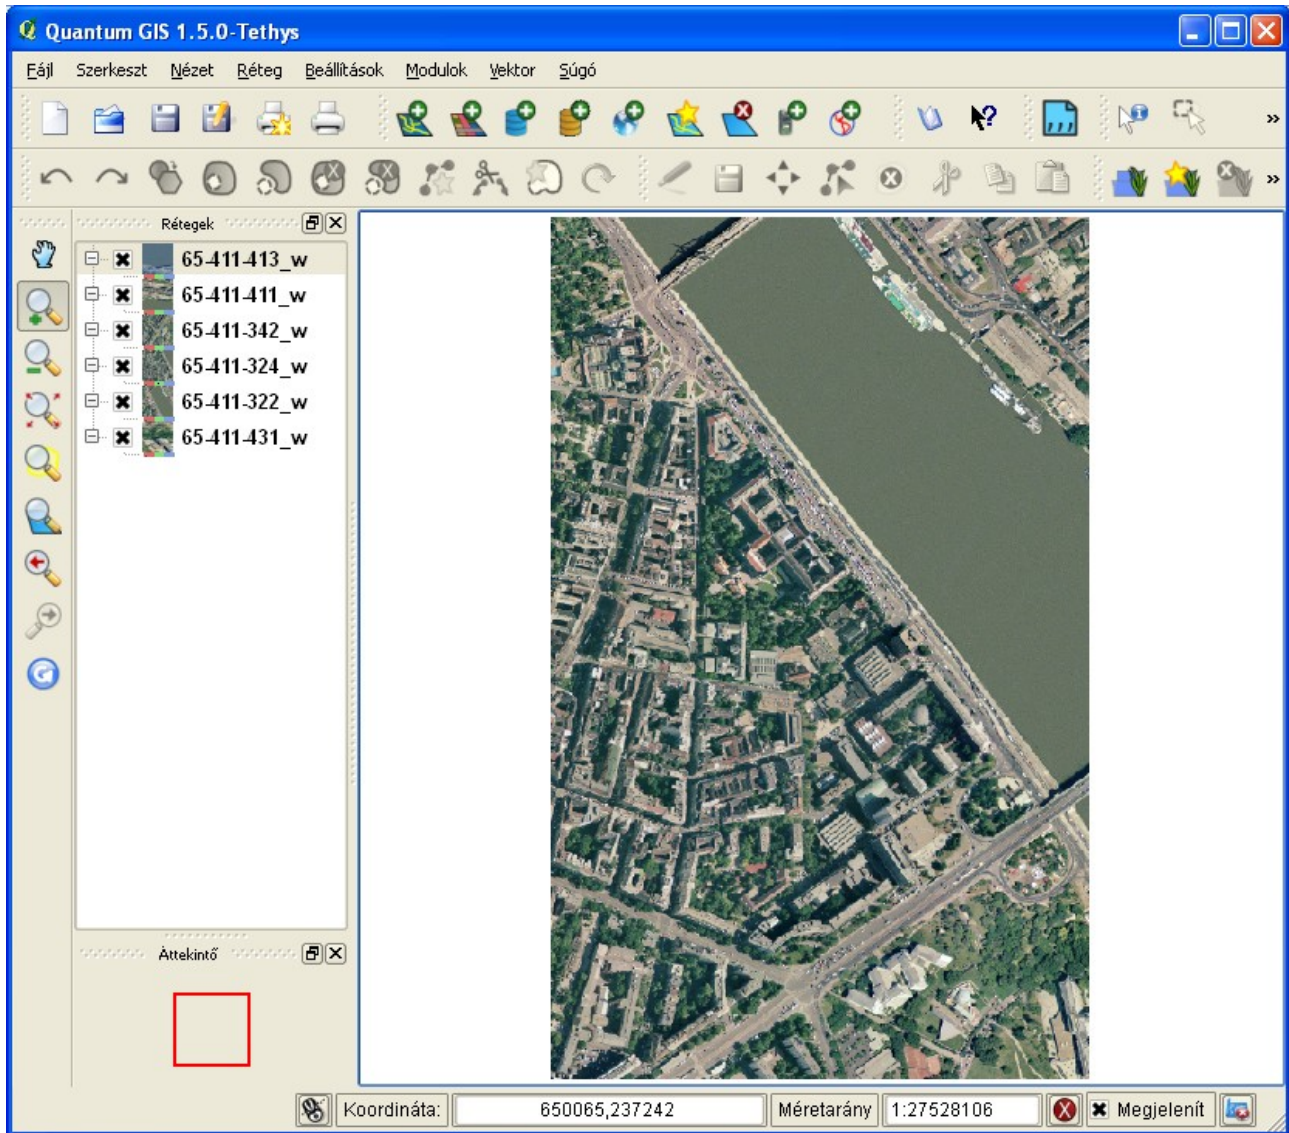 Quantum GIS 1.5.0-Tethys
Fájl Szerkeszt Nézet Réteg Beállítások Modulok Vektor Súgó
Rétegek
65-411-413_w
65-411-411_w
65-411-342_w
65-411-324_w
65-411-322_w
65-411-431_w
Áttekintő
Koordináta: 650065,237242 Méretarány 1:27528106 Megjelenít